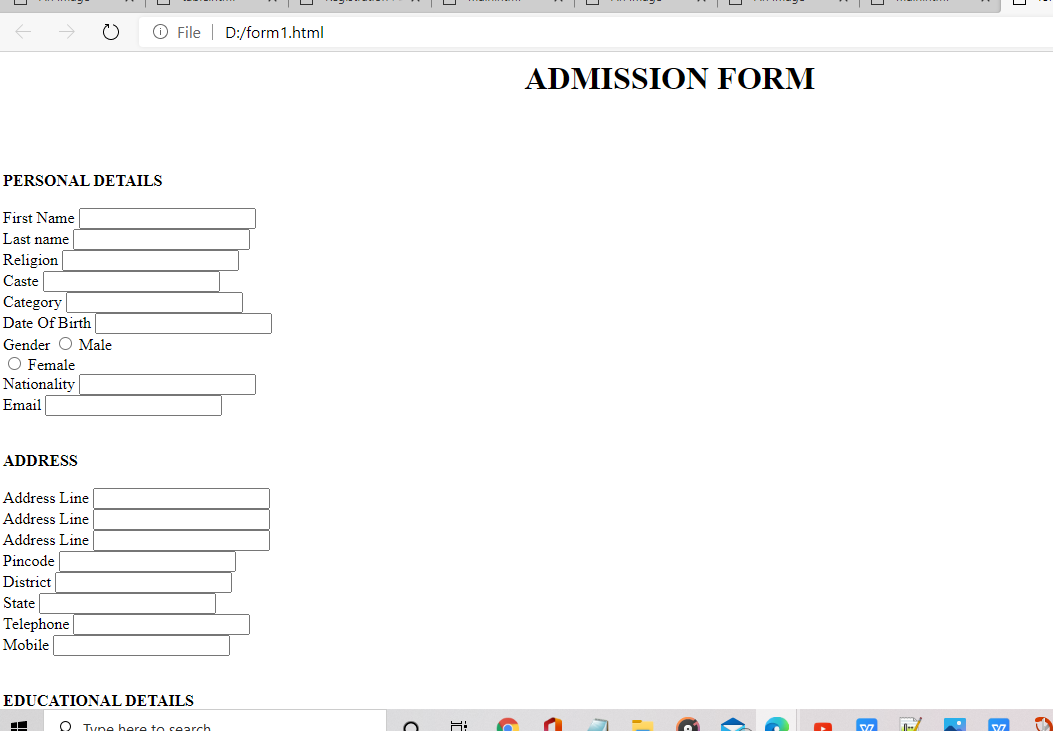 File D:/form1.html
ADMISSION FORM
PERSONAL DETAILS
First Name
Last name
Religion
Caste
Category
Date Of Birth
Gender Male
Female
Nationality
Email
ADDRESS
Address Line
Address Line
Address Line
Pincode
District
State
Telephone
Mobile
EDUCATIONAL DETAILS
Type here to search